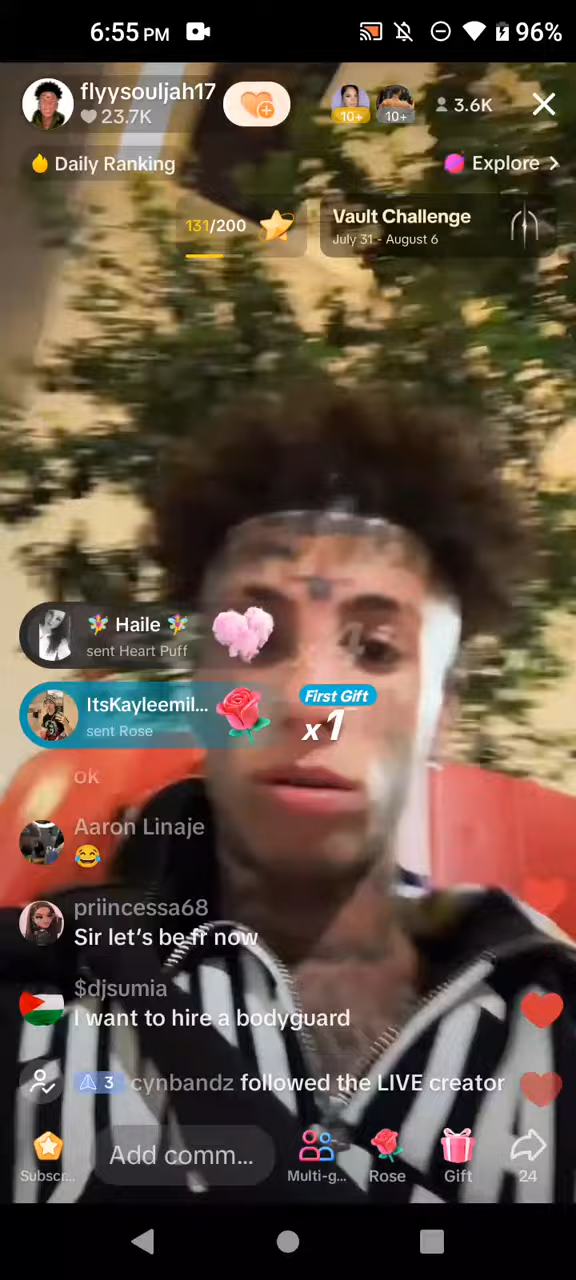 6:55 PM
96%
flyysouljah17
23.7K
10+
10+
3.6K
Daily Ranking
Explore >
131/200
Vault Challenge
July 31 - August 6
Haile
sent Heart Puff
ItsKayleemil...
sent Rose
First Gift
x1
ok
Aaron Linaje
😂
priincessa68
Sir let's be fr now
$djsumia
I want to hire a bodyguard
3 cynbandz followed the LIVE creator
Subscr...
Add comm...
Multi-g...
Rose
Gift
24